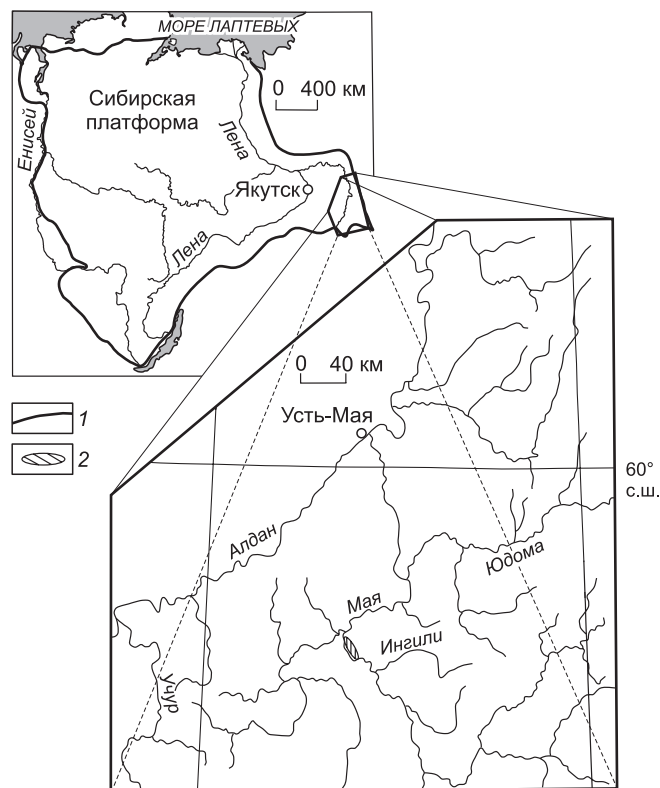 МОРЕ ЛАПТЕВЫХ
0 400 км
Сибирская
платформа
Енисей
Лена
Якутск
Лена
0 40 км
Усть-Мая
1
2
60°
с.ш.
Алдан
Юдома
Мая
Ингили
Учур